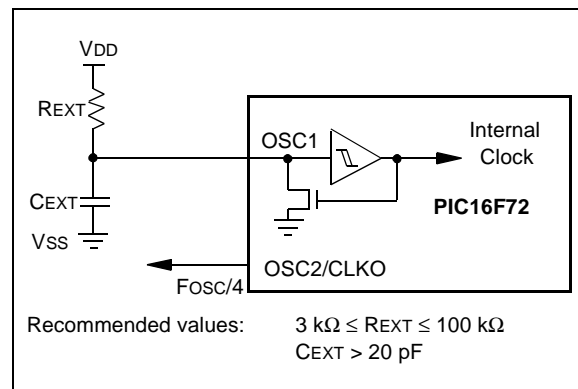 VDD
REXT
OSC1
Internal
Clock
CEXT
PIC16F72
VSS
OSC2/CLKO
FOSC/4
Recommended values: 3 kΩ ≤ REXT ≤ 100 kΩ
CEXT > 20 pF